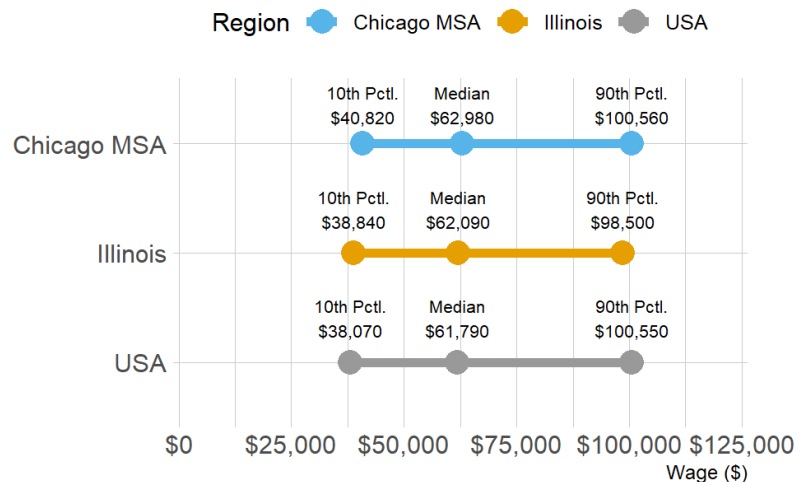 Region Chicago MSA Illinois USA
10th Pctl. Median 90th Pctl.
$40,820 $62,980 $100,560
Chicago MSA
10th Pctl. Median 90th Pctl.
$38,840 $62,090 $98,500
Illinois
10th Pctl. Median 90th Pctl.
$38,070 $61,790 $100,550
USA
$0 $25,000 $50,000 $75,000 $100,000 $125,000
Wage ($)